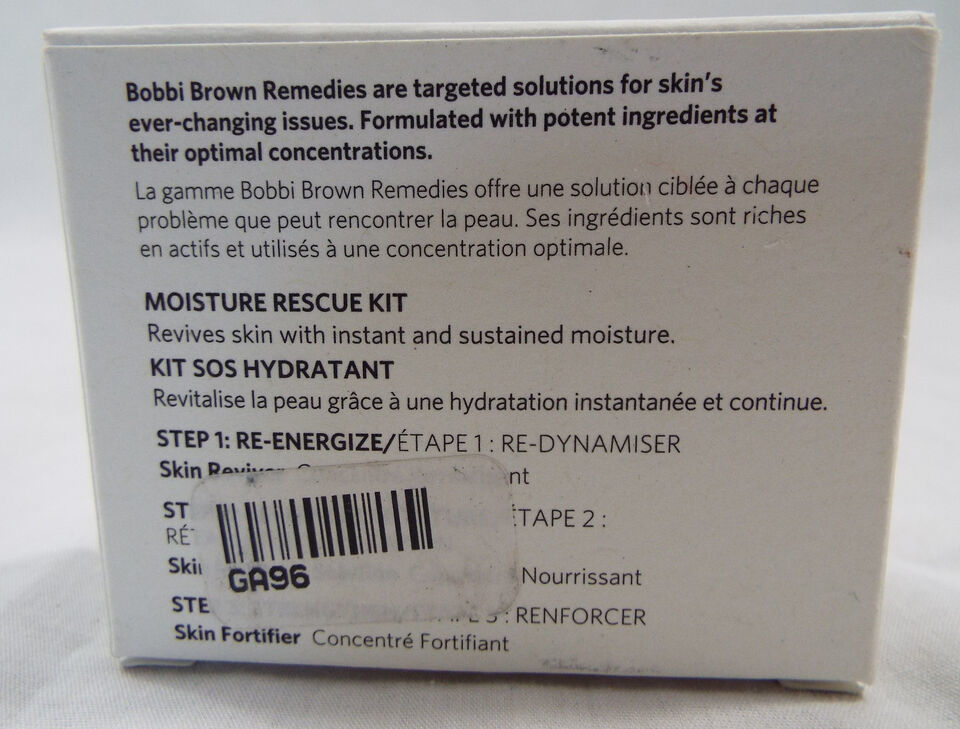 Bobbi Brown Remedies are targeted solutions for skin's
ever-changing issues. Formulated with potent ingredients at
their optimal concentrations.
La gamme Bobbi Brown Remedies offre une solution ciblée à chaque
problème que peut rencontrer la peau. Ses ingrédients sont riches
en actifs et utilisés à une concentration optimale.
MOISTURE RESCUE KIT
Revives skin with instant and sustained moisture.
KIT SOS HYDRATANT
Revitalise la peau grâce à une hydratation instantanée et continue.
STEP 1: RE-ENERGIZE/ÉTAPE 1 : RE-DYNAMISER
Skin Reviver Concentré
ÉTAPE 2 :
Nourrissant
GA96
RENFORCER
Skin Fortifier Concentré Fortifiant